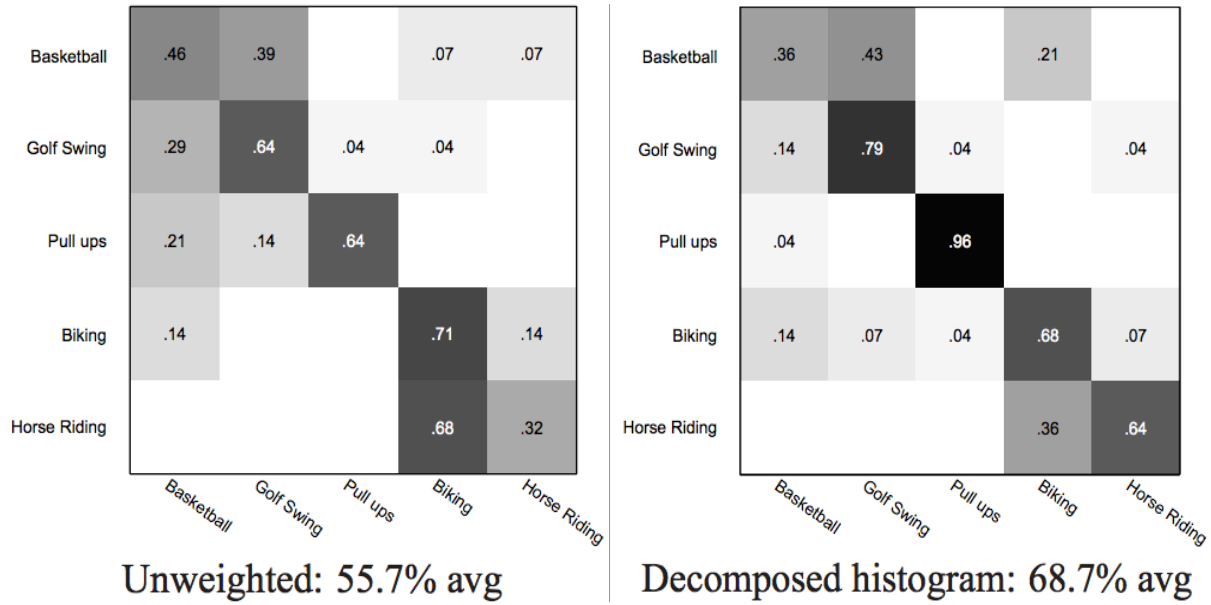 Basketball .46 .39 .07 .07
Golf Swing .29 .64 .04 .04
Pull ups .21 .14 .64
Biking .14 .71 .14
Horse Riding .68 .32
Basketball Golf Swing Pull ups Biking Horse Riding
Unweighted: 55.7% avg
Basketball .36 .43 .21
Golf Swing .14 .79 .04 .04
Pull ups .04 .96
Biking .14 .07 .04 .68 .07
Horse Riding .36 .64
Basketball Golf Swing Pull ups Biking Horse Riding
Decomposed histogram: 68.7% avg